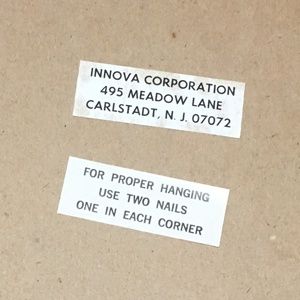 INNOVA CORPORATION
495 MEADOW LANE
CARLSTADT, N. J. 07072
FOR PROPER HANGING
USE TWO NAILS
ONE IN EACH CORNER